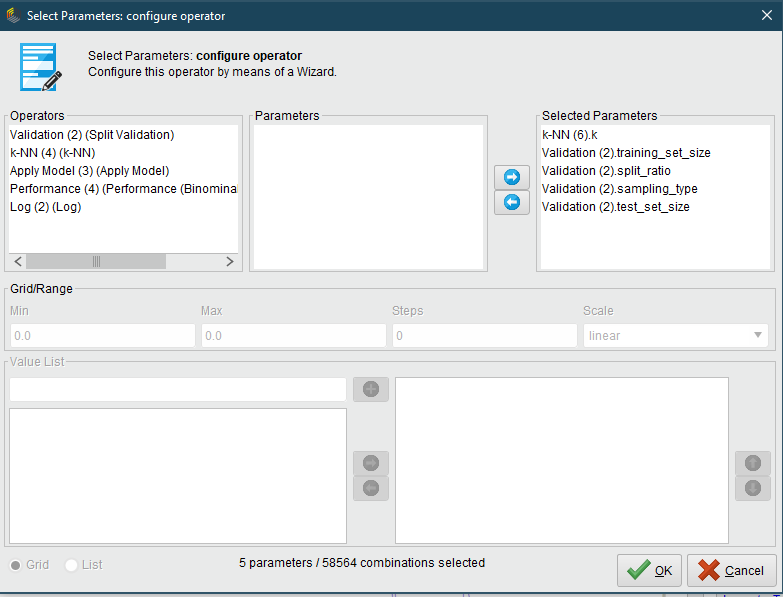 Select Parameters: configure operator
Select Parameters: configure operator
Configure this operator by means of a Wizard.
Operators
Validation (2) (Split Validation)
k-NN (4) (k-NN)
Apply Model (3) (Apply Model)
Performance (4) (Performance (Binomina
Log (2) (Log)
Parameters
Selected Parameters
k-NN (6).k
Validation (2).training_set_size
Validation (2).split_ratio
Validation (2).sampling_type
Validation (2).test_set_size
Grid/Range
Min
Max
Steps
Scale
0.0
0.0
0
linear
Value List
Grid
List
5 parameters / 58564 combinations selected
OK
Cancel